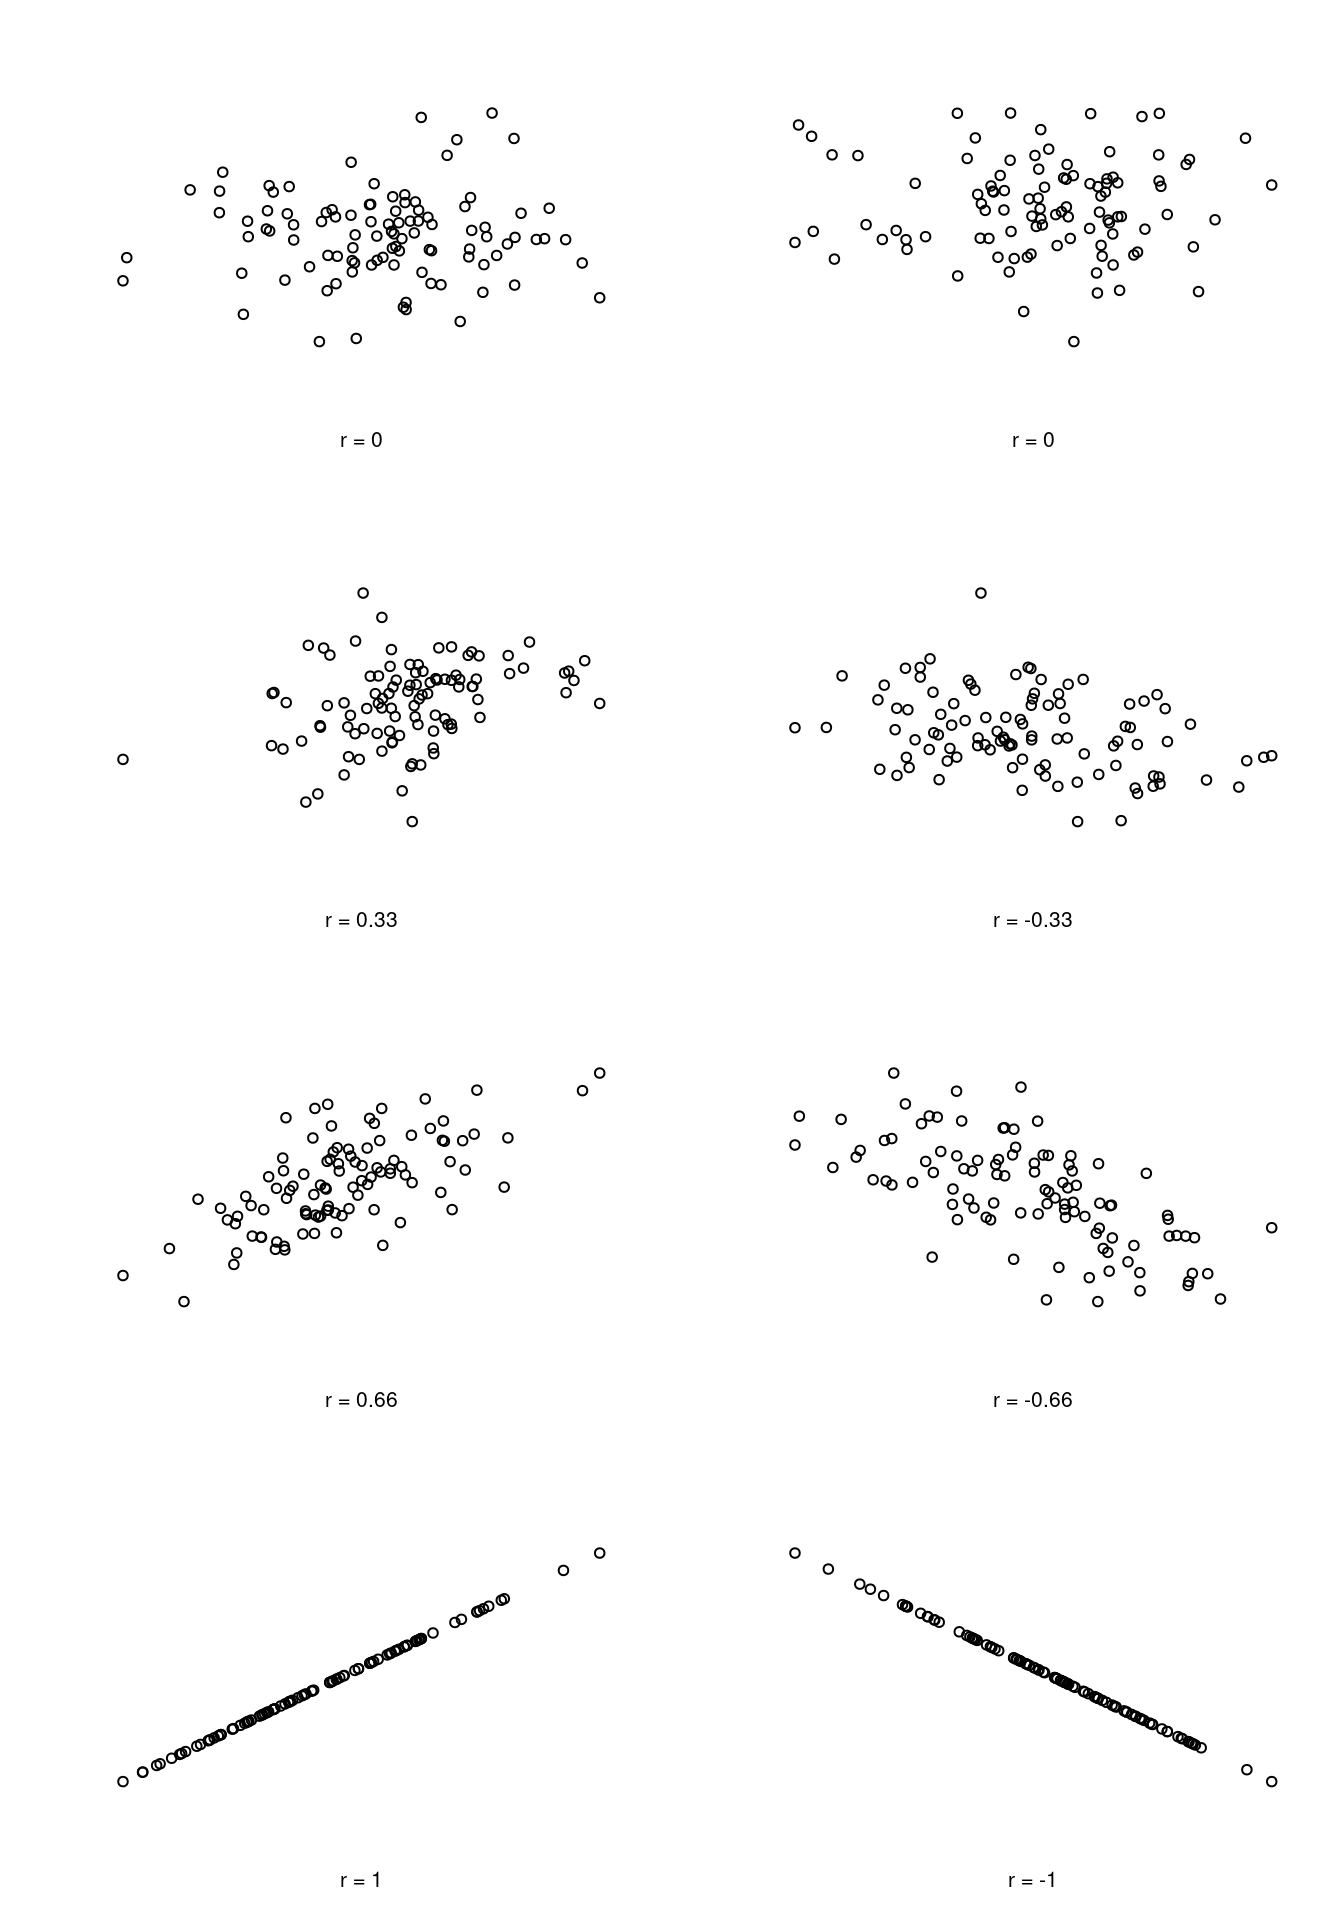 r = 0
r = 0
r = 0.33
r = -0.33
r = 0.66
r = -0.66
r = 1
r = -1